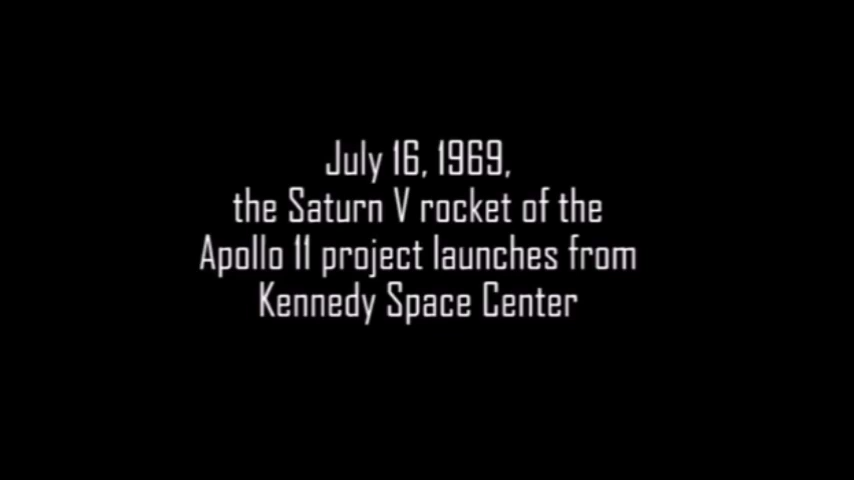 July 16, 1969,
the Saturn V rocket of the
Apollo 11 project launches from
Kennedy Space Center